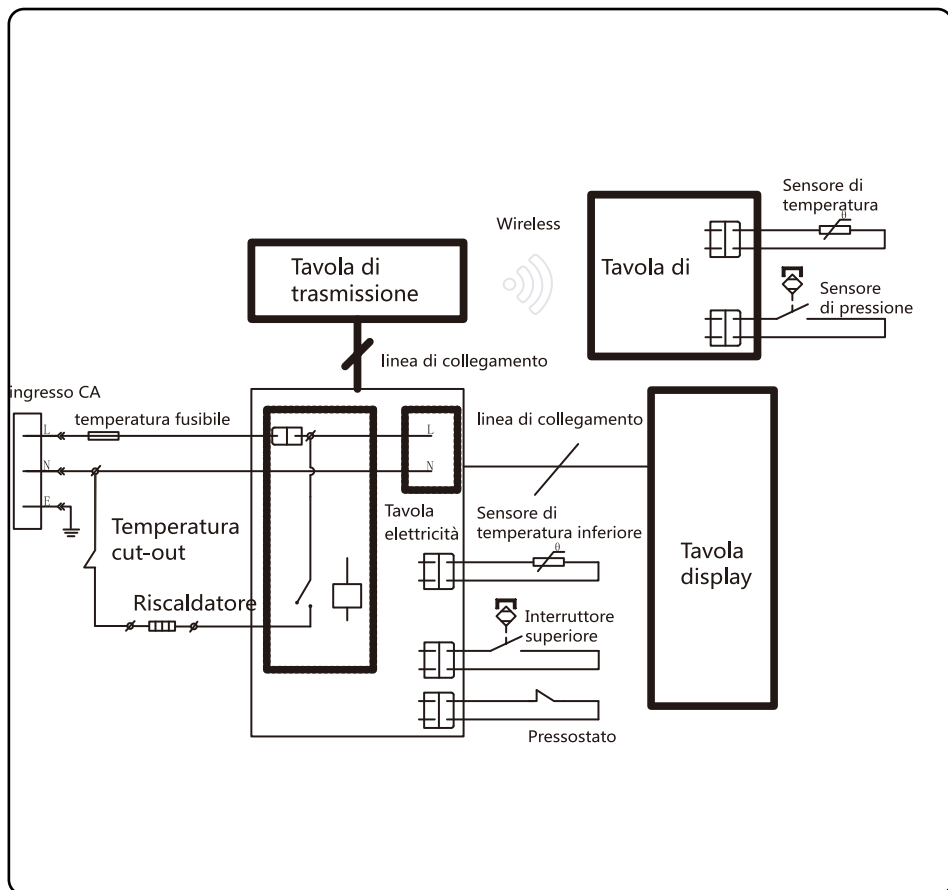 Sensore di
temperatura
θ
Wireless
Tavola di
trasmissione
Tavola di
Sensore
di pressione
linea di collegamento
ingresso CA
temperatura fusibile
linea di collegamento
L
L
N
N
E
Temperatura
cut-out
Tavola
elettricità
Sensore di
temperatura inferiore
θ
Tavola
display
Riscaldatore
Interruttore
superiore
Pressostato